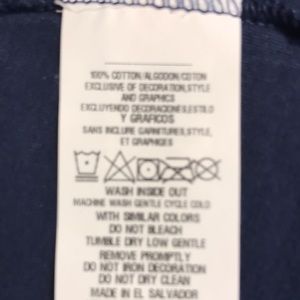 100% COTTON/ALGODON/COTON
EXCLUSIVE OF DECORATION,STYLE
AND GRAPHICS
EXCLUYENDO DECORACIONES,ESTILO
Y GRAFICOS
SANS INCLURE GARNITURES,STYLE,
ET GRAPHIGES
WASH INSIDE OUT
MACHINE WASH GENTLE CYCLE COLD
WITH SIMILAR COLORS
DO NOT BLEACH
TUMBLE DRY LOW GENTLE
REMOVE PROMPTLY
DO NOT IRON DECORATION
DO NOT DRY CLEAN
MADE IN EL SALVADOR